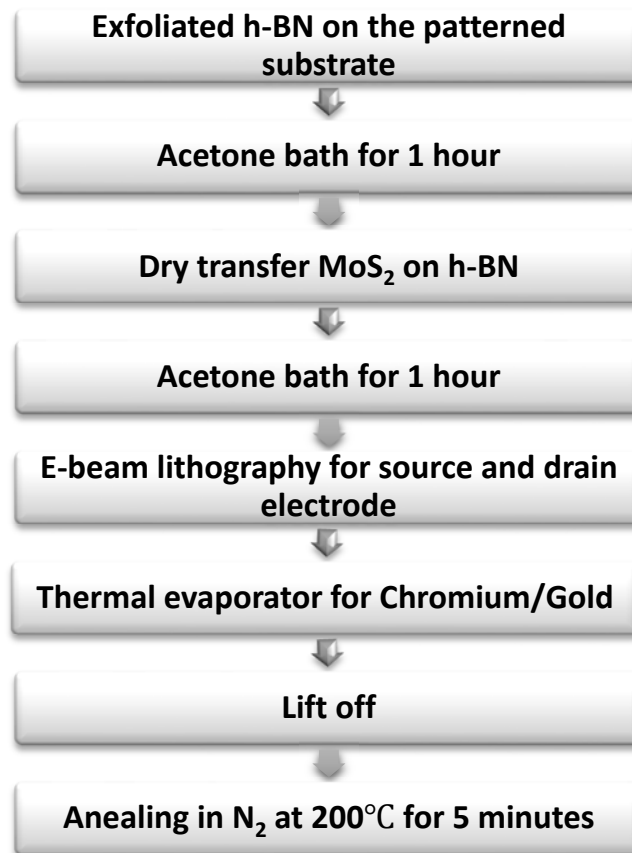 Exfoliated h-BN on the patterned
substrate
Acetone bath for 1 hour
Dry transfer MoS₂ on h-BN
Acetone bath for 1 hour
E-beam lithography for source and drain
electrode
Thermal evaporator for Chromium/Gold
Lift off
Anealing in N₂ at 200℃ for 5 minutes